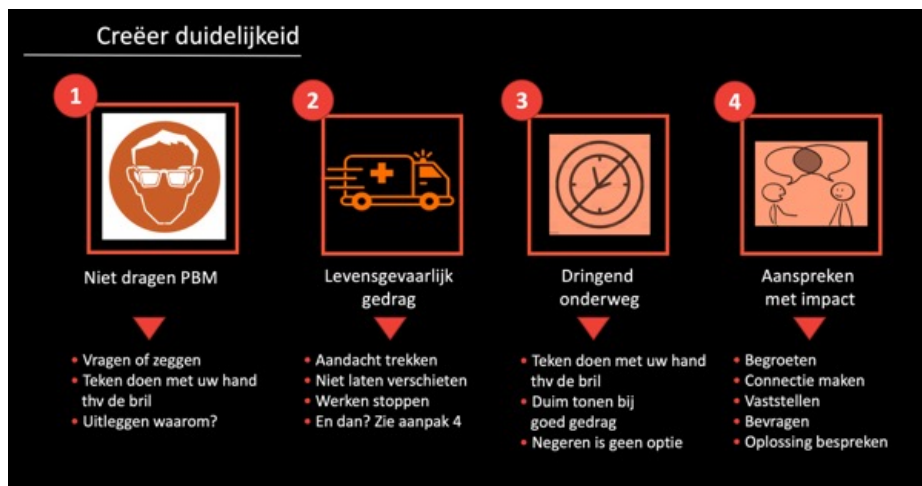 Creëer duidelijkeid
1
Niet dragen PBM
• Vragen of zeggen
• Teken doen met uw hand
thv de bril
• Uitleggen waarom?
2
Levensgevaarlijk
gedrag
• Aandacht trekken
• Niet laten verschieten
• Werken stoppen
• En dan? Zie aanpak 4
3
Dringend
onderweg
• Teken doen met uw hand
thv de bril
• Duim tonen bij
goed gedrag
• Negeren is geen optie
4
Aanspreken
met impact
• Begroeten
• Connectie maken
• Vaststellen
• Bevragen
• Oplossing bespreken